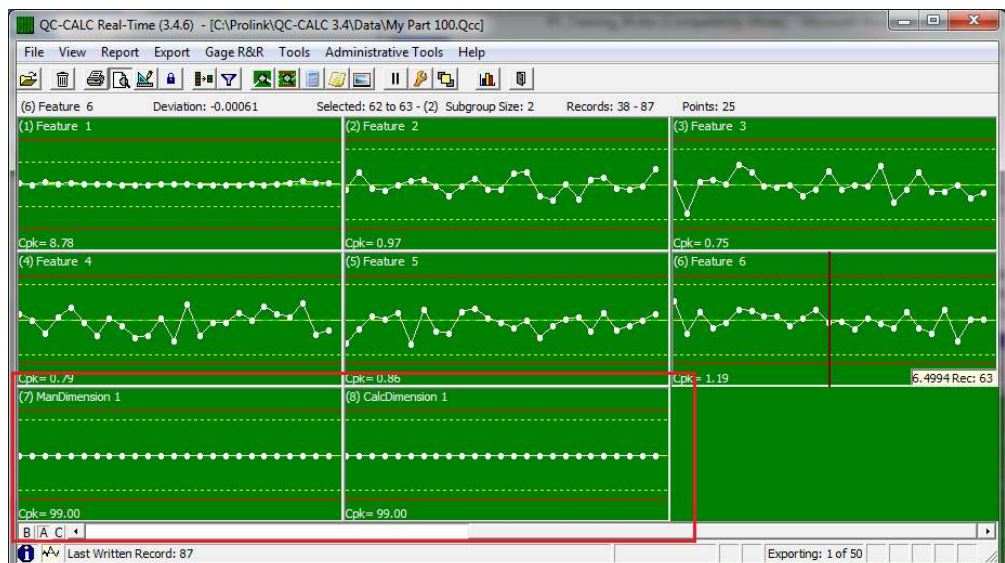 QC-CALC Real-Time (3.4.6) - [C:\Prolink\QC-CALC 3.4\Data\My Part 100.Qcc]
File View Report Export Gage R&R Tools Administrative Tools Help
(6) Feature 6 Deviation: -0.00061 Selected: 62 to 63 - (2) Subgroup Size: 2 Records: 38 - 87 Points: 25
(1) Feature 1 (2) Feature 2 (3) Feature 3
Cpk= 8.78 Cpk= 0.97 Cpk= 0.75
(4) Feature 4 (5) Feature 5 (6) Feature 6
Cpk= 0.79 Cpk= 0.86 Cpk= 1.19 6.4994 Rec: 63
(7) ManDimension 1 (8) CalcDimension 1
Cpk= 99.00 Cpk= 99.00
B A C
Last Written Record: 87 Exporting: 1 of 50